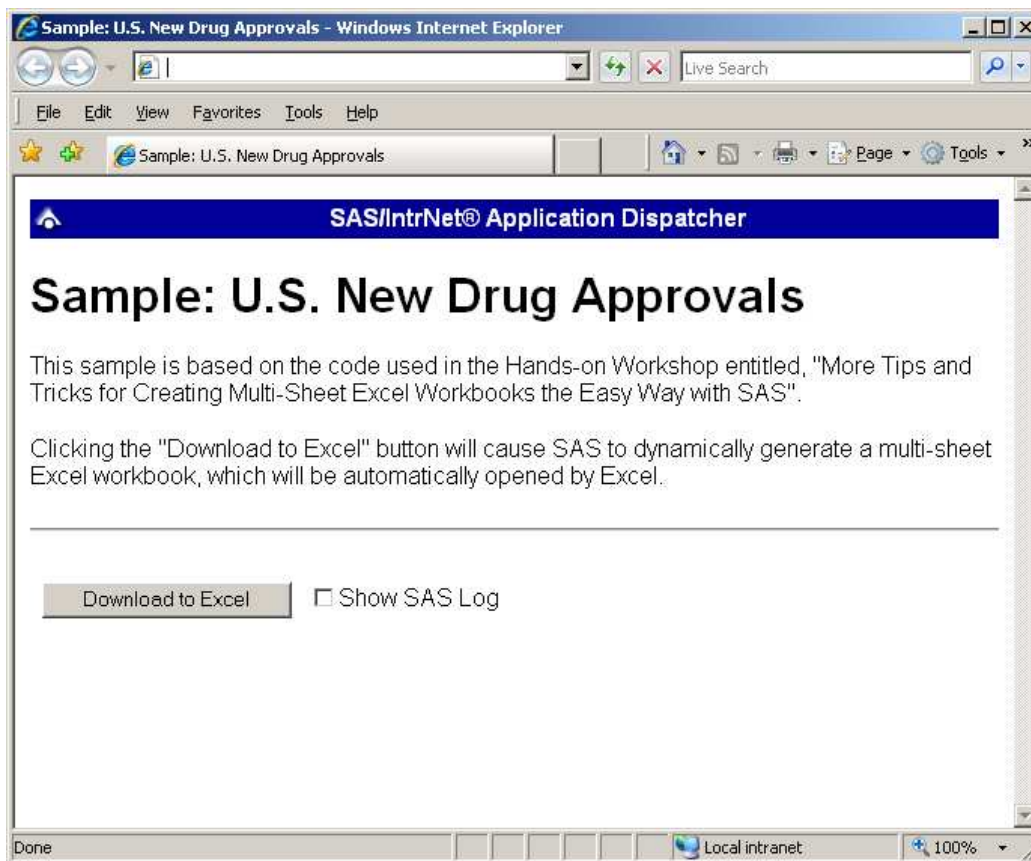 Sample: U.S. New Drug Approvals - Windows Internet Explorer
Live Search
File Edit View Favorites Tools Help
Sample: U.S. New Drug Approvals
Page Tools
SAS/IntrNet® Application Dispatcher
Sample: U.S. New Drug Approvals
This sample is based on the code used in the Hands-on Workshop entitled, "More Tips and
Tricks for Creating Multi-Sheet Excel Workbooks the Easy Way with SAS".
Clicking the "Download to Excel" button will cause SAS to dynamically generate a multi-sheet
Excel workbook, which will be automatically opened by Excel.
Download to Excel Show SAS Log
Done Local intranet 100%